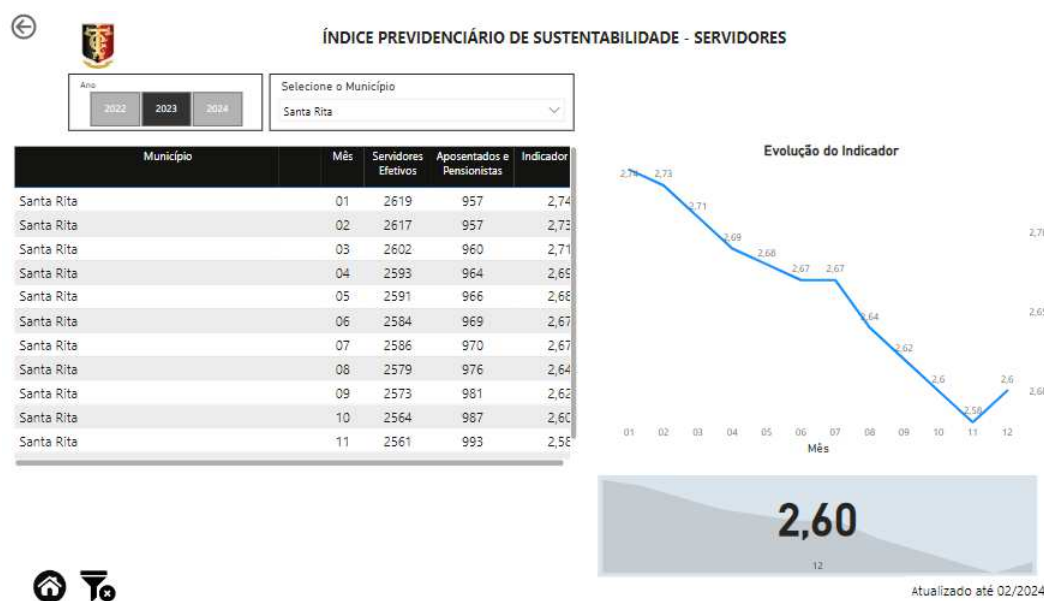 ÍNDICE PREVIDENCIÁRIO DE SUSTENTABILIDADE - SERVIDORES
Ano
2022 2023 2024
Selecione o Município
Santa Rita
Município Mês Servidores Efetivos Aposentados e Pensionistas Indicador
Santa Rita 01 2619 957 2,74
Santa Rita 02 2617 957 2,73
Santa Rita 03 2602 960 2,71
Santa Rita 04 2593 964 2,69
Santa Rita 05 2591 966 2,68
Santa Rita 06 2584 969 2,67
Santa Rita 07 2586 970 2,67
Santa Rita 08 2579 976 2,64
Santa Rita 09 2573 981 2,62
Santa Rita 10 2564 987 2,60
Santa Rita 11 2561 993 2,58
Evolução do Indicador
2,74 2,73 2,71 2,69 2,68 2,67 2,67 2,64 2,62 2,6 2,58 2,6
01 02 03 04 05 06 07 08 09 10 11 12
Mês
2,60
12
Atualizado até 02/2024